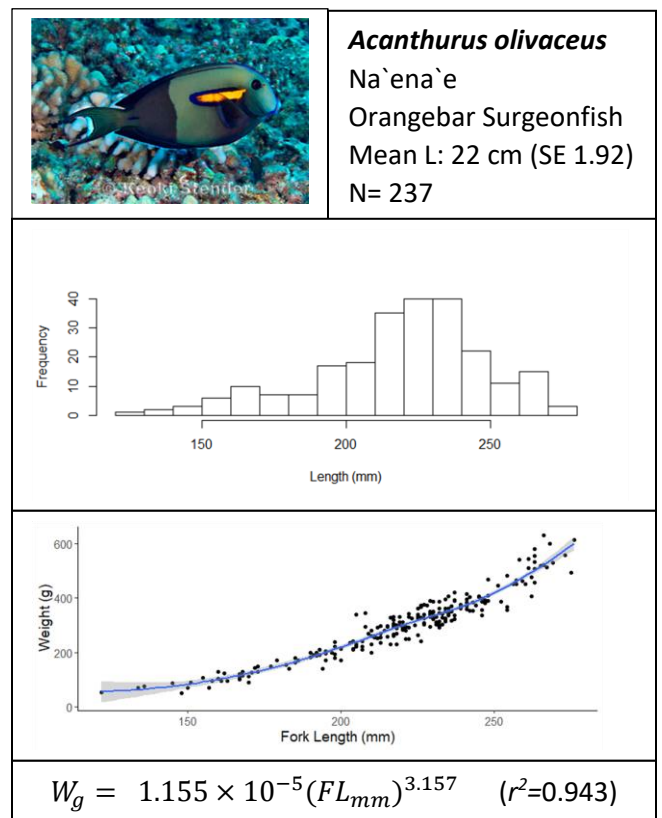 © Keoki Stender
Acanthurus olivaceus
Na`ena`e
Orangebar Surgeonfish
Mean L: 22 cm (SE 1.92)
N= 237
Frequency
40
30
20
10
0
150 200 250
Length (mm)
Weight (g)
600
400
200
0
150 200 250
Fork Length (mm)
W_g = 1.155 × 10^{-5}(FL_{mm})^{3.157} (r^2=0.943)